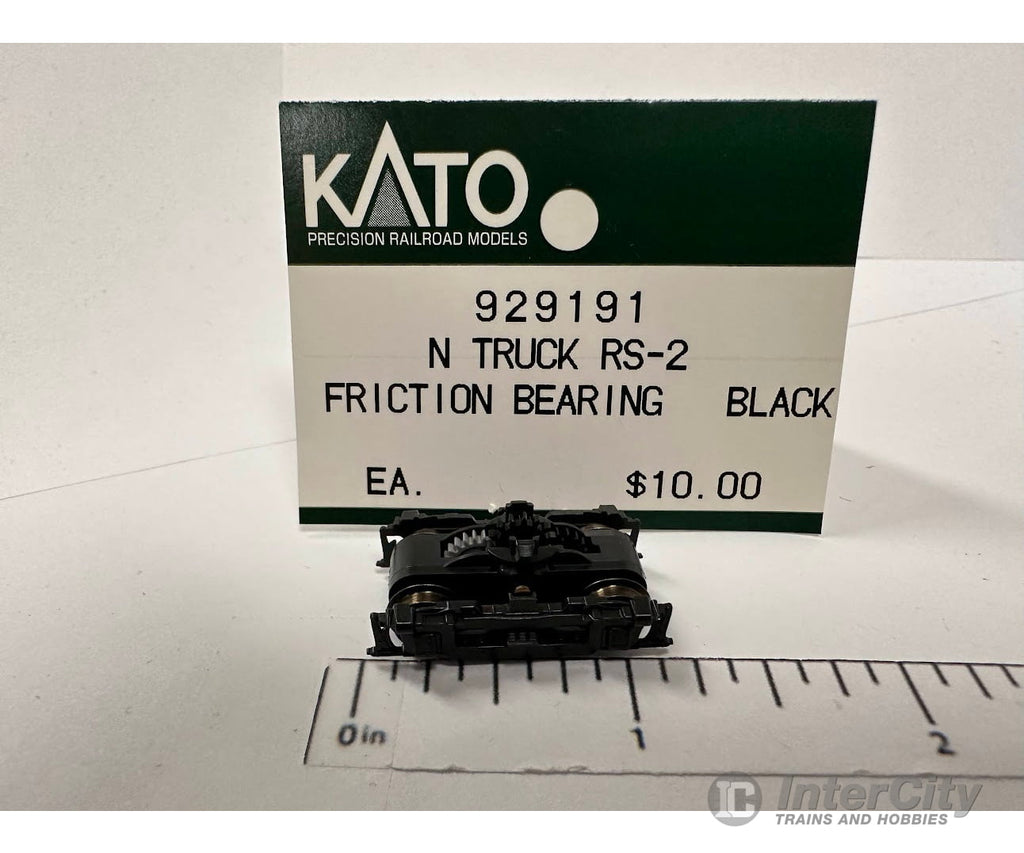 KATO
PRECISION RAILROAD MODELS
929191
N TRUCK RS-2
FRICTION BEARING BLACK
EA. $10.00
0in 1 2
IC InterCity
TRAINS AND HOBBIES